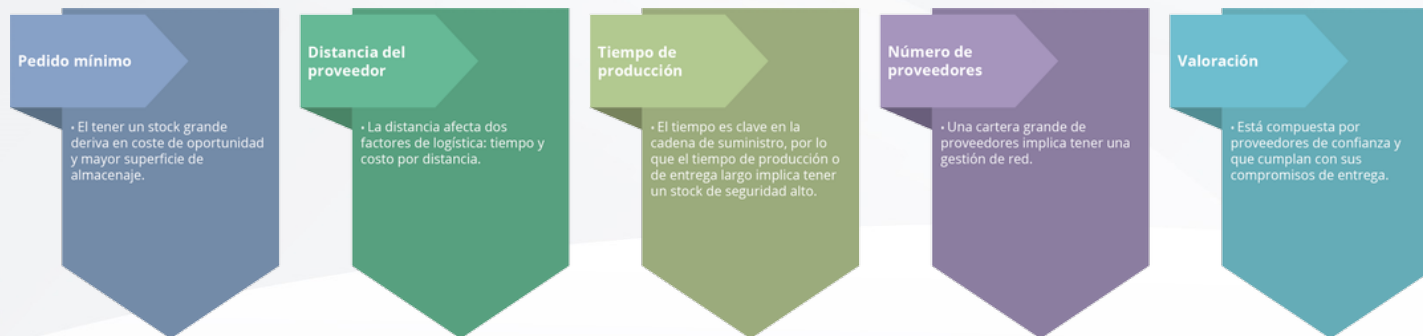 Pedido mínimo
• El tener un stock grande
deriva en coste de oportunidad
y mayor superficie de
almacenaje.
Distancia del
proveedor
• La distancia afecta dos
factores de logística: tiempo y
costo por distancia.
Tiempo de
producción
• El tiempo es clave en la
cadena de suministro, por lo
que el tiempo de producción o
de entrega largo implica tener
un stock de seguridad alto.
Número de
proveedores
• Una cartera grande de
proveedores implica tener una
gestión de red.
Valoración
• Está compuesta por
proveedores de confianza y
que cumplan con sus
compromisos de entrega.